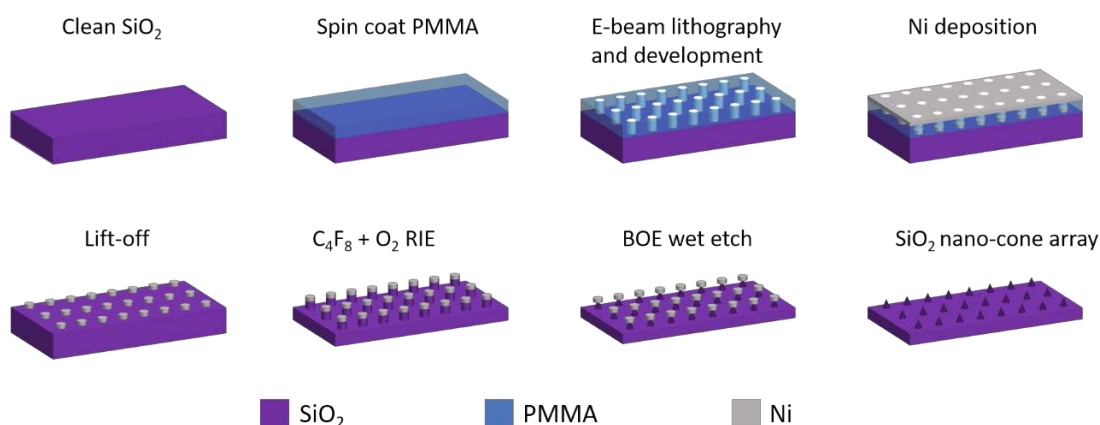 Clean SiO₂
Spin coat PMMA
E-beam lithography
and development
Ni deposition
Lift-off
C₄F₈ + O₂ RIE
BOE wet etch
SiO₂ nano-cone array
SiO₂
PMMA
Ni